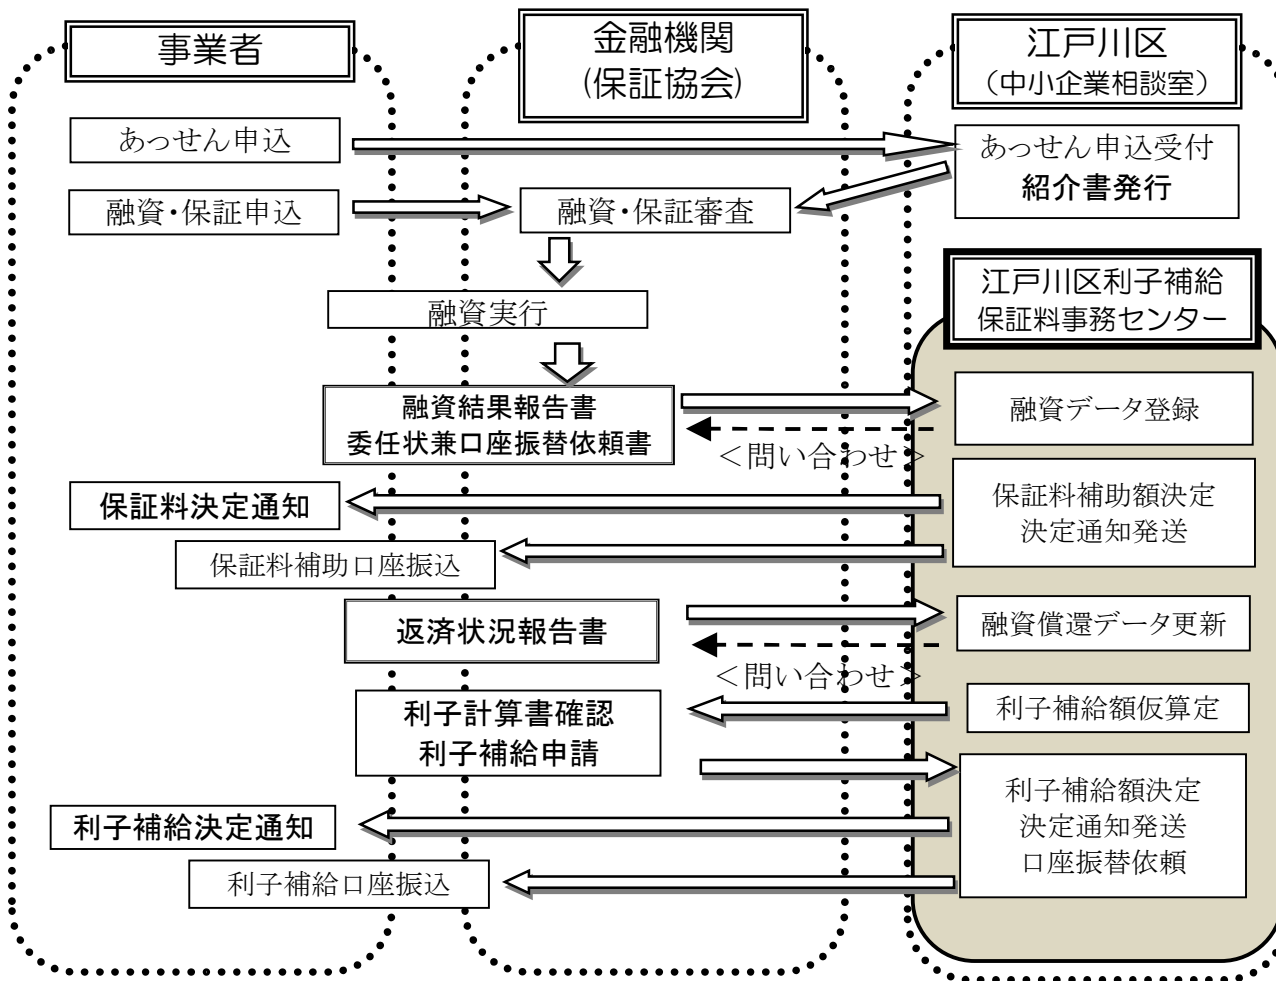 事業者
金融機関
(保証協会)
江戸川区
（中小企業相談室）
あっせん申込
あっせん申込受付
紹介書発行
融資・保証申込
融資・保証審査
江戸川区利子補給
保証料事務センター
融資実行
融資結果報告書
委任状兼口座振替依頼書
融資データ登録
＜問い合わせ＞
保証料決定通知
保証料補助額決定
決定通知発送
保証料補助口座振込
返済状況報告書
融資償還データ更新
＜問い合わせ＞
利子計算書確認
利子補給申請
利子補給額仮算定
利子補給決定通知
利子補給額決定
決定通知発送
口座振替依頼
利子補給口座振込